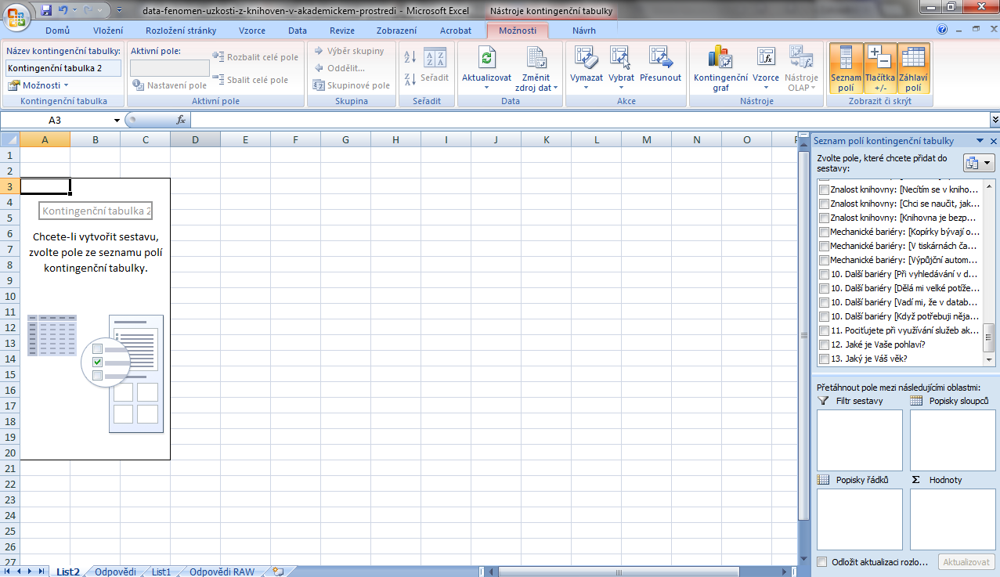 data-fenomen-uzkosti-z-knihoven-v-akademickem-prostredi - Microsoft Excel
Nástroje kontingenční tabulky
Domů Vložení Rozložení stránky Vzorce Data Revize Zobrazení Acrobat Možnosti Návrh
Název kontingenční tabulky:
Kontingenční tabulka 2
Možnosti
Kontingenční tabulka
Aktivní pole:
Nastavení pole
Rozbalit celé pole
Sbalit celé pole
Aktivní pole
Výběr skupiny
Oddělit...
Skupinové pole
Skupina
Seřadit
Seřadit
Aktualizovat
Změnit
zdroj dat
Data
Vymazat
Vybrat
Přesunout
Akce
Kontingenční
graf
Vzorce
Nástroje
OLAP
Nástroje
Seznam
polí
Tlačítka
+/-
Záhlaví
polí
Zobrazit či skrýt
A3
fx
A B C D E F G H I J K L M N O P
1
2
3
4
5
6
7
8
9
10
11
12
13
14
15
16
17
18
19
20
21
22
23
24
25
26
27
Kontingenční tabulka 2
Chcete-li vytvořit sestavu,
zvolte pole ze seznamu polí
kontingenční tabulky.
Seznam polí kontingenční tabulky
Zvolte pole, které chcete přidat do
sestavy:
Znalost knihovny: [Necítím se v kniho...
Znalost knihovny: [Chci se naučit, jak...
Znalost knihovny: [Knihovna je bezp...
Mechanické bariéry: [Kopírky bývají o...
Mechanické bariéry: [V tiskárnách ča...
Mechanické bariéry: [Výpůjční autom...
10. Další bariéry [Při vyhledávání v d...
10. Další bariéry [Dělá mi velké potíže...
10. Další bariéry [Vadí mi, že v datab...
10. Další bariéry [Když potřebuji něja...
11. Pociťujete při využívání služeb ak...
12. Jaké je Vaše pohlaví?
13. Jaký je Váš věk?
Přetáhnout pole mezi následujícími oblastmi:
Filtr sestavy
Popisky sloupců
Popisky řádků
Σ Hodnoty
Odložit aktualizaci rozlo...
Aktualizovat
List2 Odpovědi List1 Odpovědi RAW